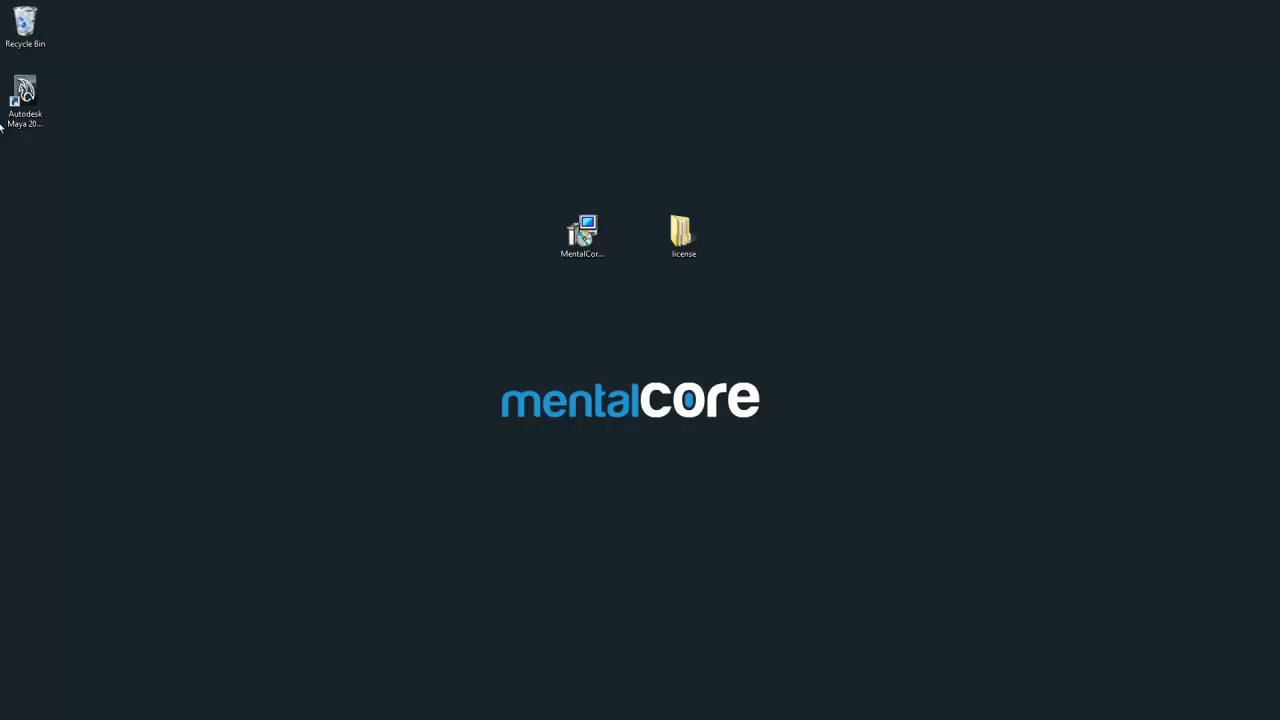 Recycle Bin
Autodesk
Maya 20...
MentalCor...
license
mentalcore